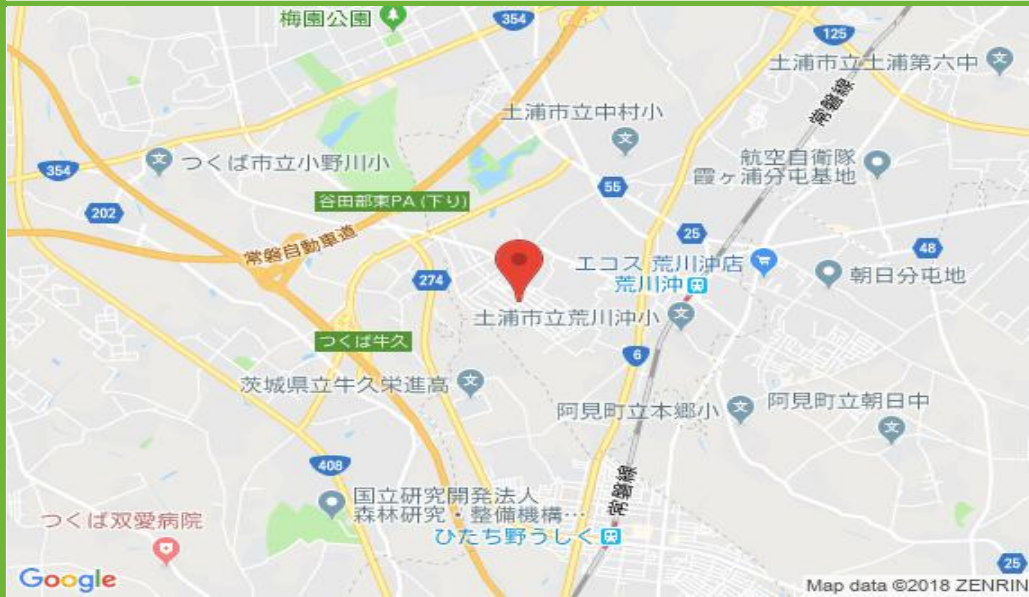 梅園公園
354
125
土浦市立土浦第六中
土浦市立中村小
常磐線
354
つくば市立小野川小
航空自衛隊
霞ヶ浦分屯基地
55
谷田部東PA (下り)
202
25
48
常磐自動車道
エコス 荒川沖店
274
荒川沖
朝日分屯地
土浦市立荒川沖小
つくば牛久
6
茨城県立牛久栄進高
阿見町立本郷小
阿見町立朝日中
408
国立研究開発法人
森林研究・整備機構…
常磐線
つくば双愛病院
ひたち野うしく
25
Google
Map data ©2018 ZENRIN